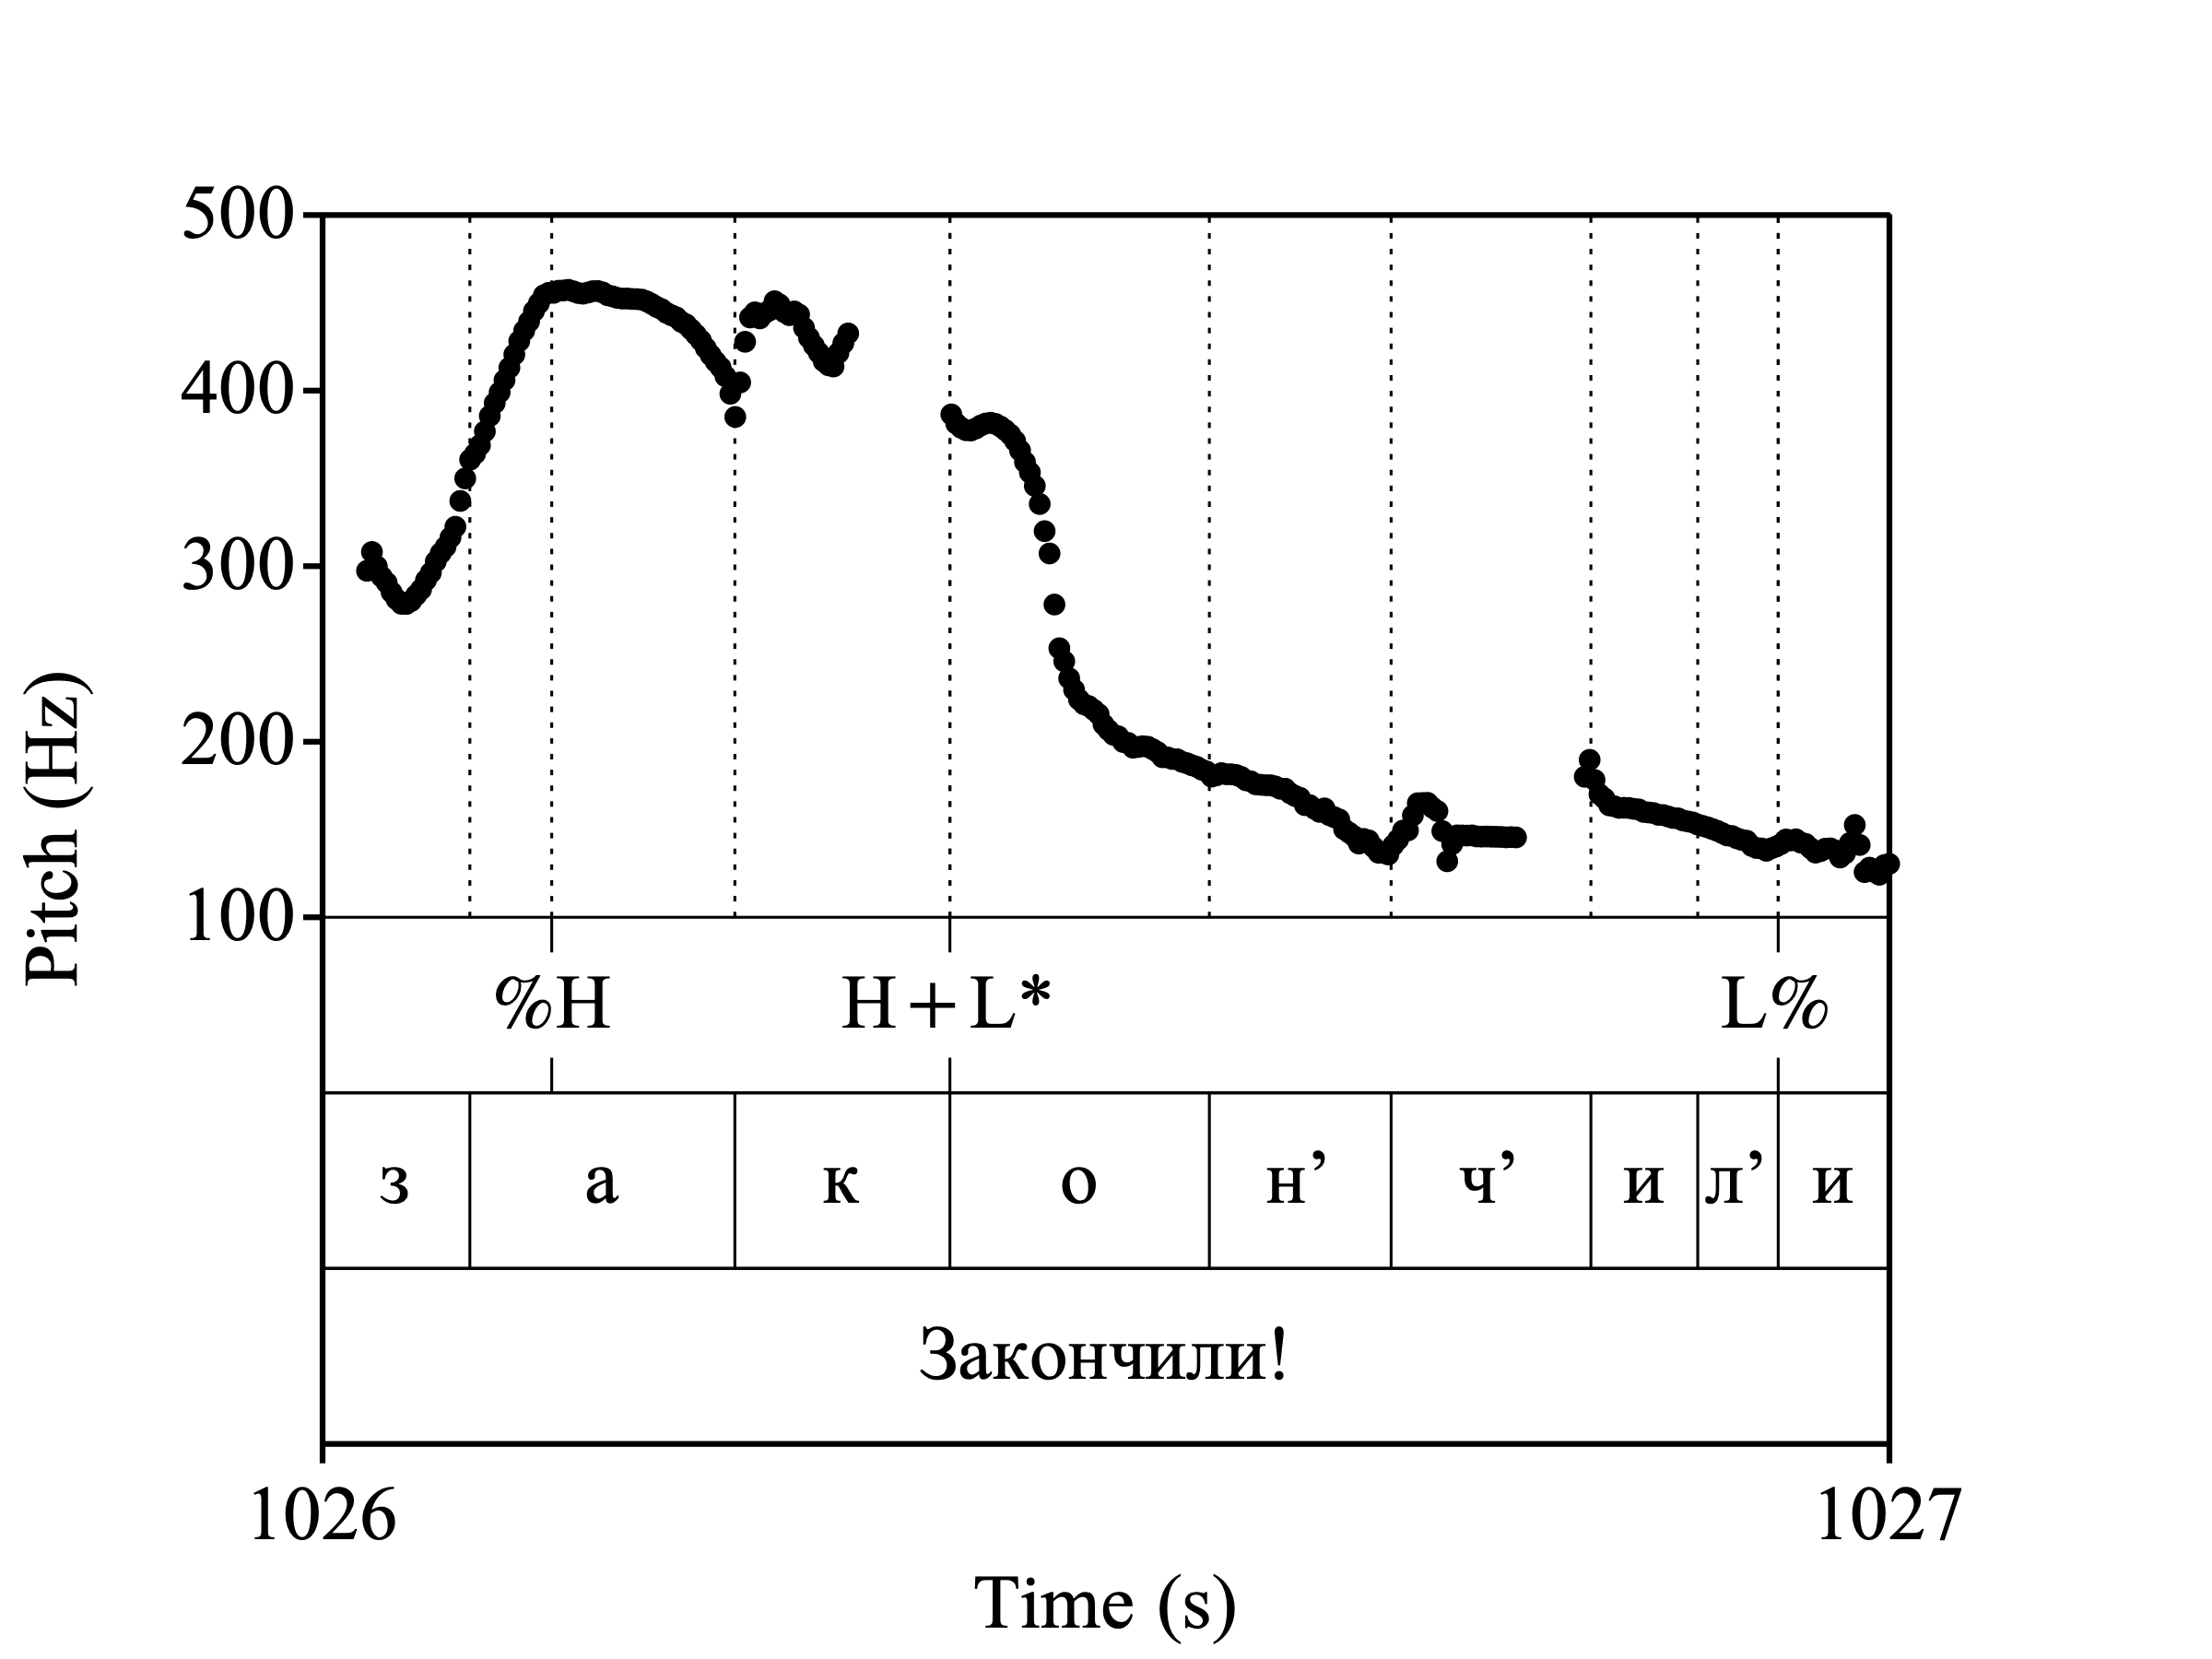 Pitch (Hz)
500
400
300
200
100
%H H+L* L%
з а к о н’ ч’ и л’ и
Закончили!
1026 1027
Time (s)